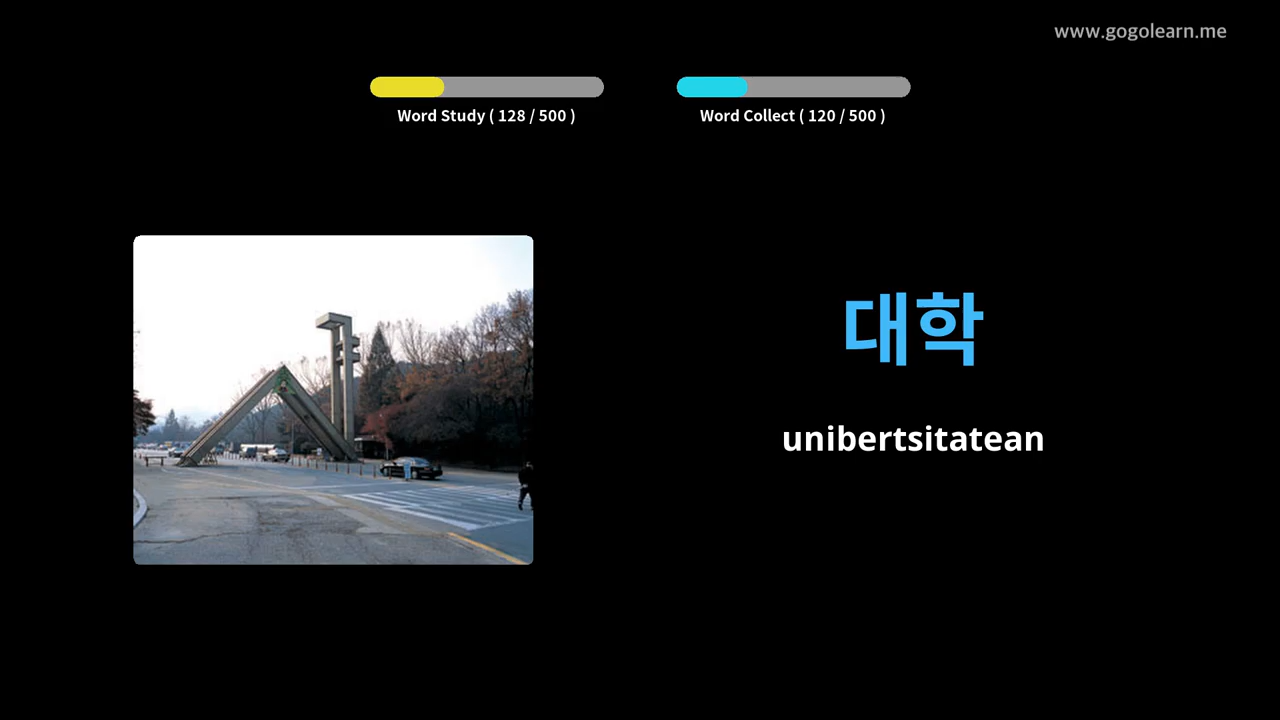 www.gogolearn.me
Word Study ( 128 / 500 )
Word Collect ( 120 / 500 )
대학
unibertsitatean